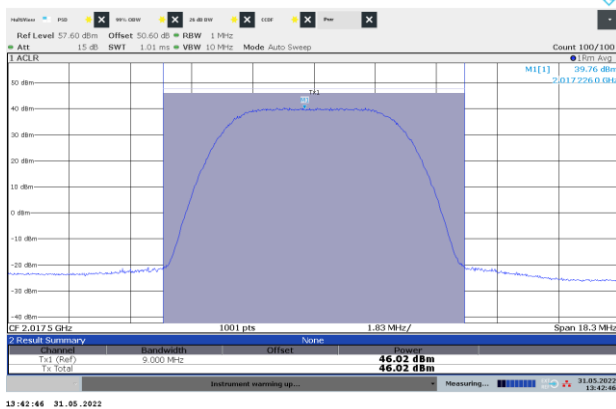 MultiView PSD 99% OBW 26 dB BW CCDF Pwr
Ref Level 57.60 dBm Offset 50.60 dB RBW 1 MHz
Att 15 dB SWT 1.01 ms VBW 10 MHz Mode Auto Sweep Count 100/100
1 ACLR 1Rm Avg
M1[1] 39.76 dBm
2.0172260 GHz
Tx1
M1
50 dBm
40 dBm
30 dBm
20 dBm
10 dBm
0 dBm
-10 dBm
-20 dBm
-30 dBm
-40 dBm
CF 2.0175 GHz 1001 pts 1.83 MHz/ Span 18.3 MHz
2 Result Summary None
Channel Bandwidth Offset Power
Tx1 (Ref) 9.000 MHz 46.02 dBm
Tx Total 46.02 dBm
Instrument warming up... Measuring... 31.05.2022
13:42:46
13:42:46 31.05.2022